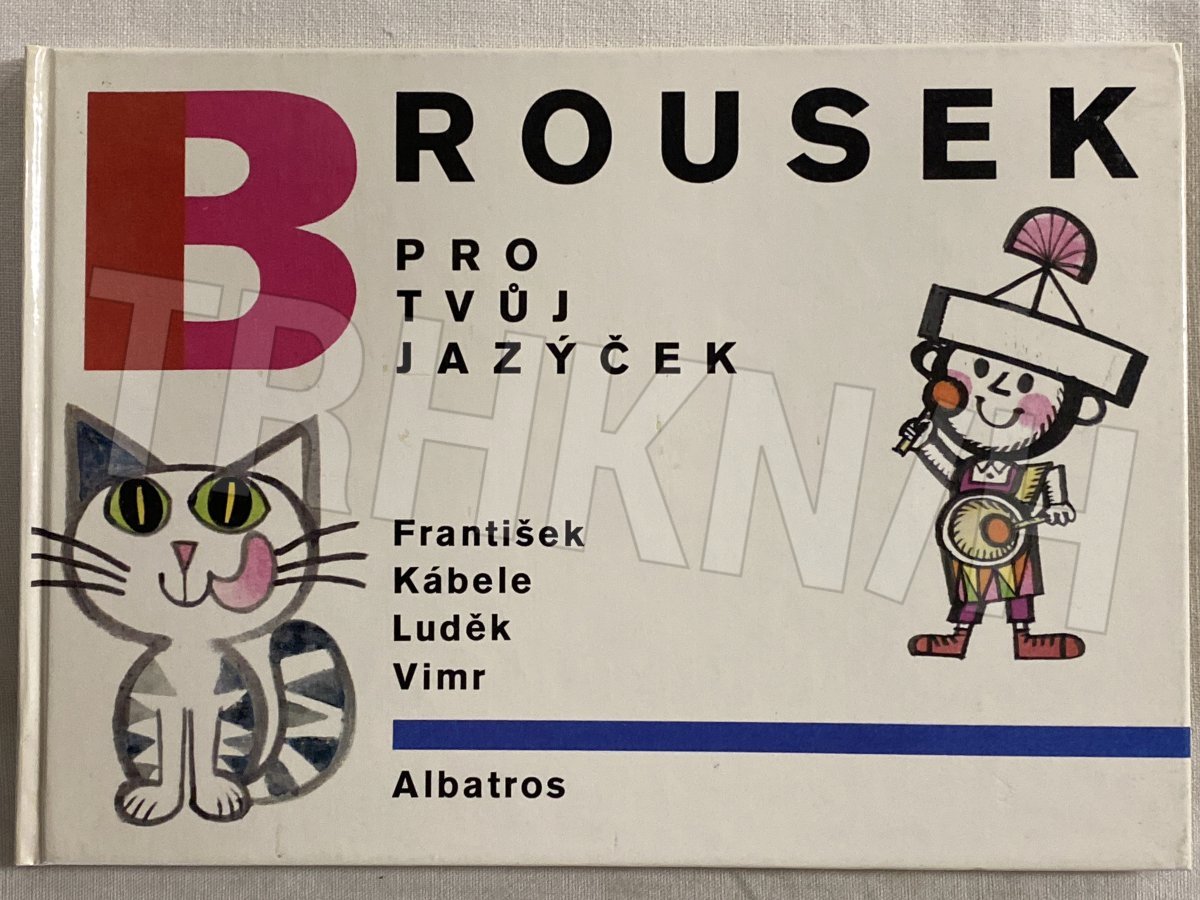 BROUSEK
PRO
TVŮJ
JAZÝČEK
František
Kábele
Luděk
Vimr
Albatros
TRHKNIH